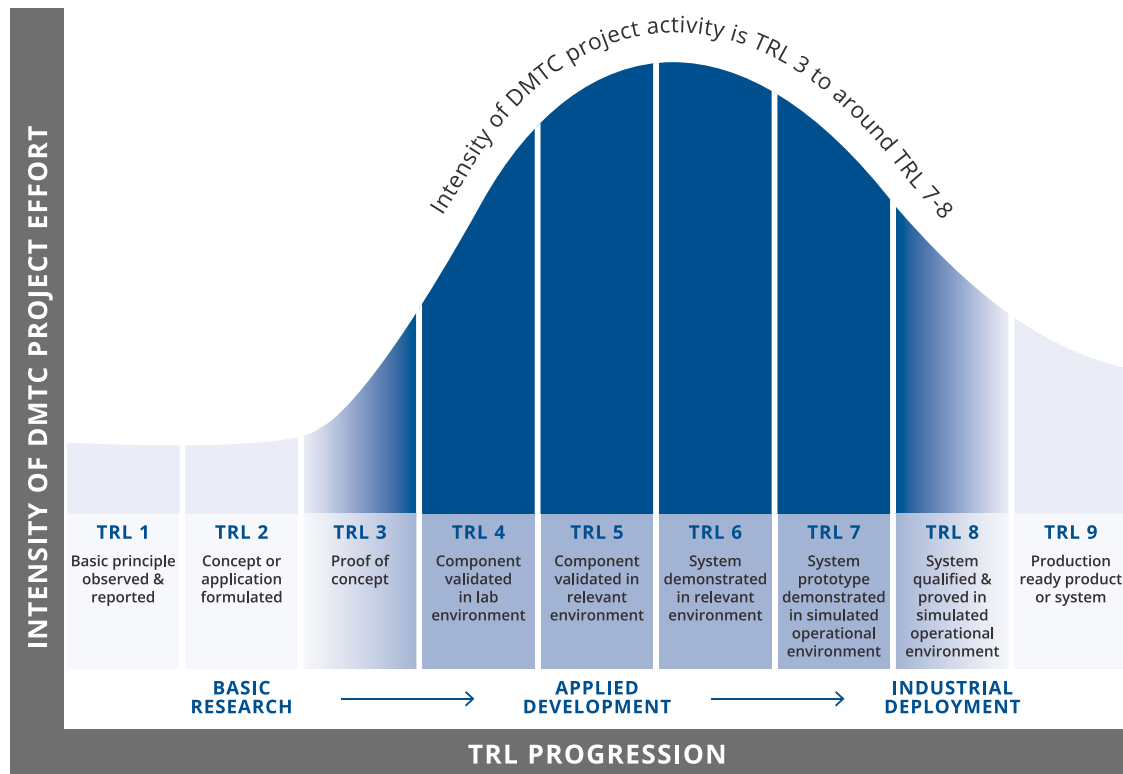 Intensity of DMTC project activity is TRL 3 to around TRL 7-8
INTENSITY OF DMTC PROJECT EFFORT
TRL 1
Basic principle
observed &
reported
TRL 2
Concept or
application
formulated
TRL 3
Proof of
concept
TRL 4
Component
validated
in lab
environment
TRL 5
Component
validated in
relevant
environment
TRL 6
System
demonstrated
in relevant
environment
TRL 7
System
prototype
demonstrated
in simulated
operational
environment
TRL 8
System
qualified &
proved in
simulated
operational
environment
TRL 9
Production
ready product
or system
BASIC
RESEARCH
APPLIED
DEVELOPMENT
INDUSTRIAL
DEPLOYMENT
TRL PROGRESSION